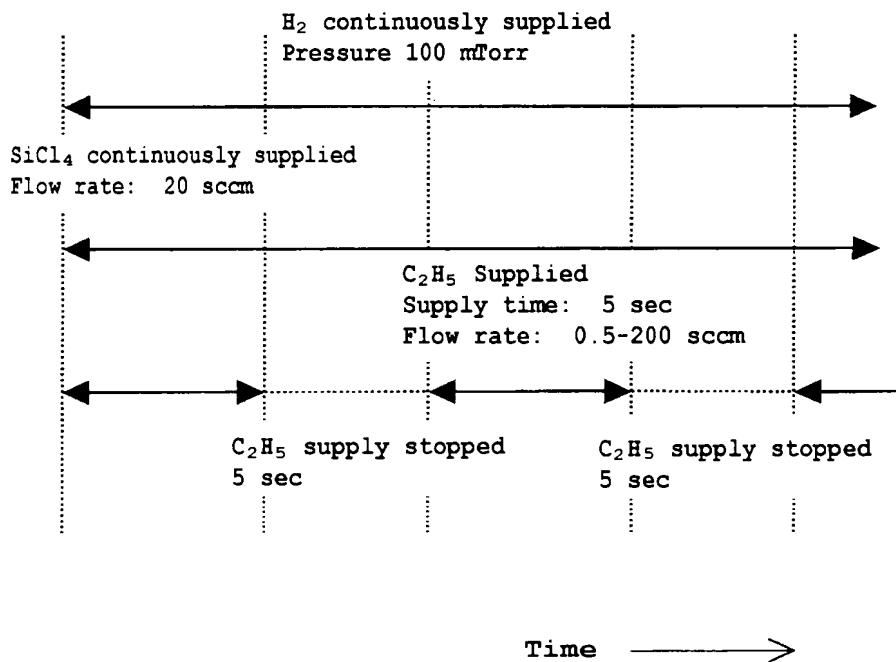 H₂ continuously supplied
Pressure 100 mTorr
SiCl₄ continuously supplied
Flow rate: 20 sccm
C₂H₅ Supplied
Supply time: 5 sec
Flow rate: 0.5-200 sccm
C₂H₅ supply stopped
5 sec
C₂H₅ supply stopped
5 sec
Time